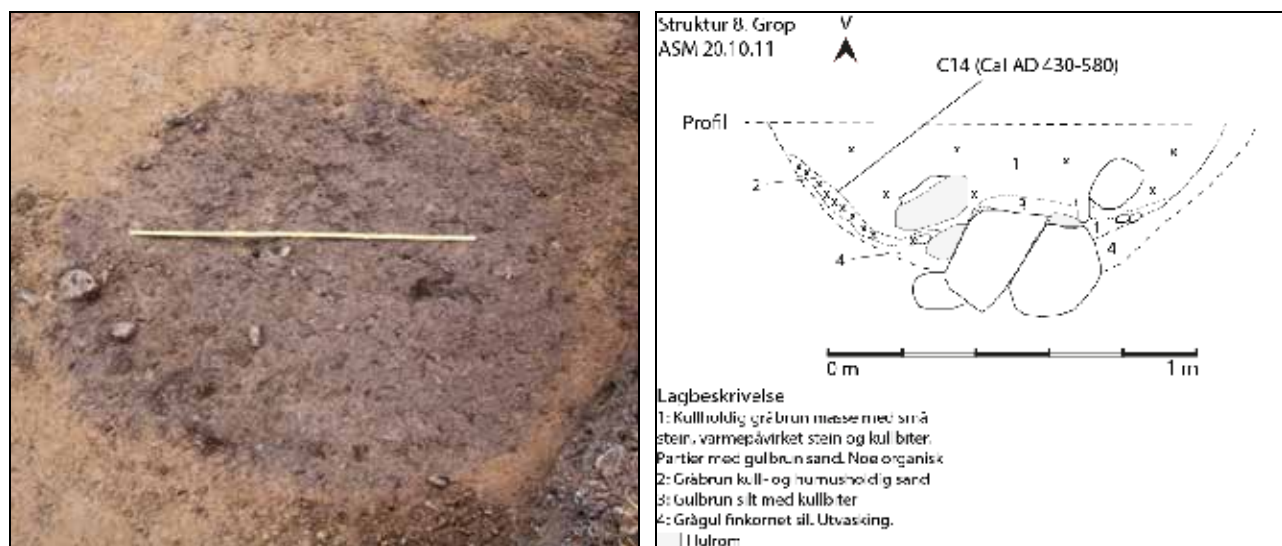 Struktur 8. Grop
ASM 20.10.11
V
C14 (Cal AD 430-580)
Profil
x x x x
1
2
x x x
3
1
4
4
0 m 1 m
Lagbeskrivelse
1: Kullholdig gråbrun masse med små
stein, varmepåvirket stein og kullbiter.
Partier med gulbrun sand. Noe organisk
2: Gråbrun kull- og humusholdig sand
3: Gulbrun silt med kullbiter
4: Grågul finkornet sil. Utvasking.
Hulrom